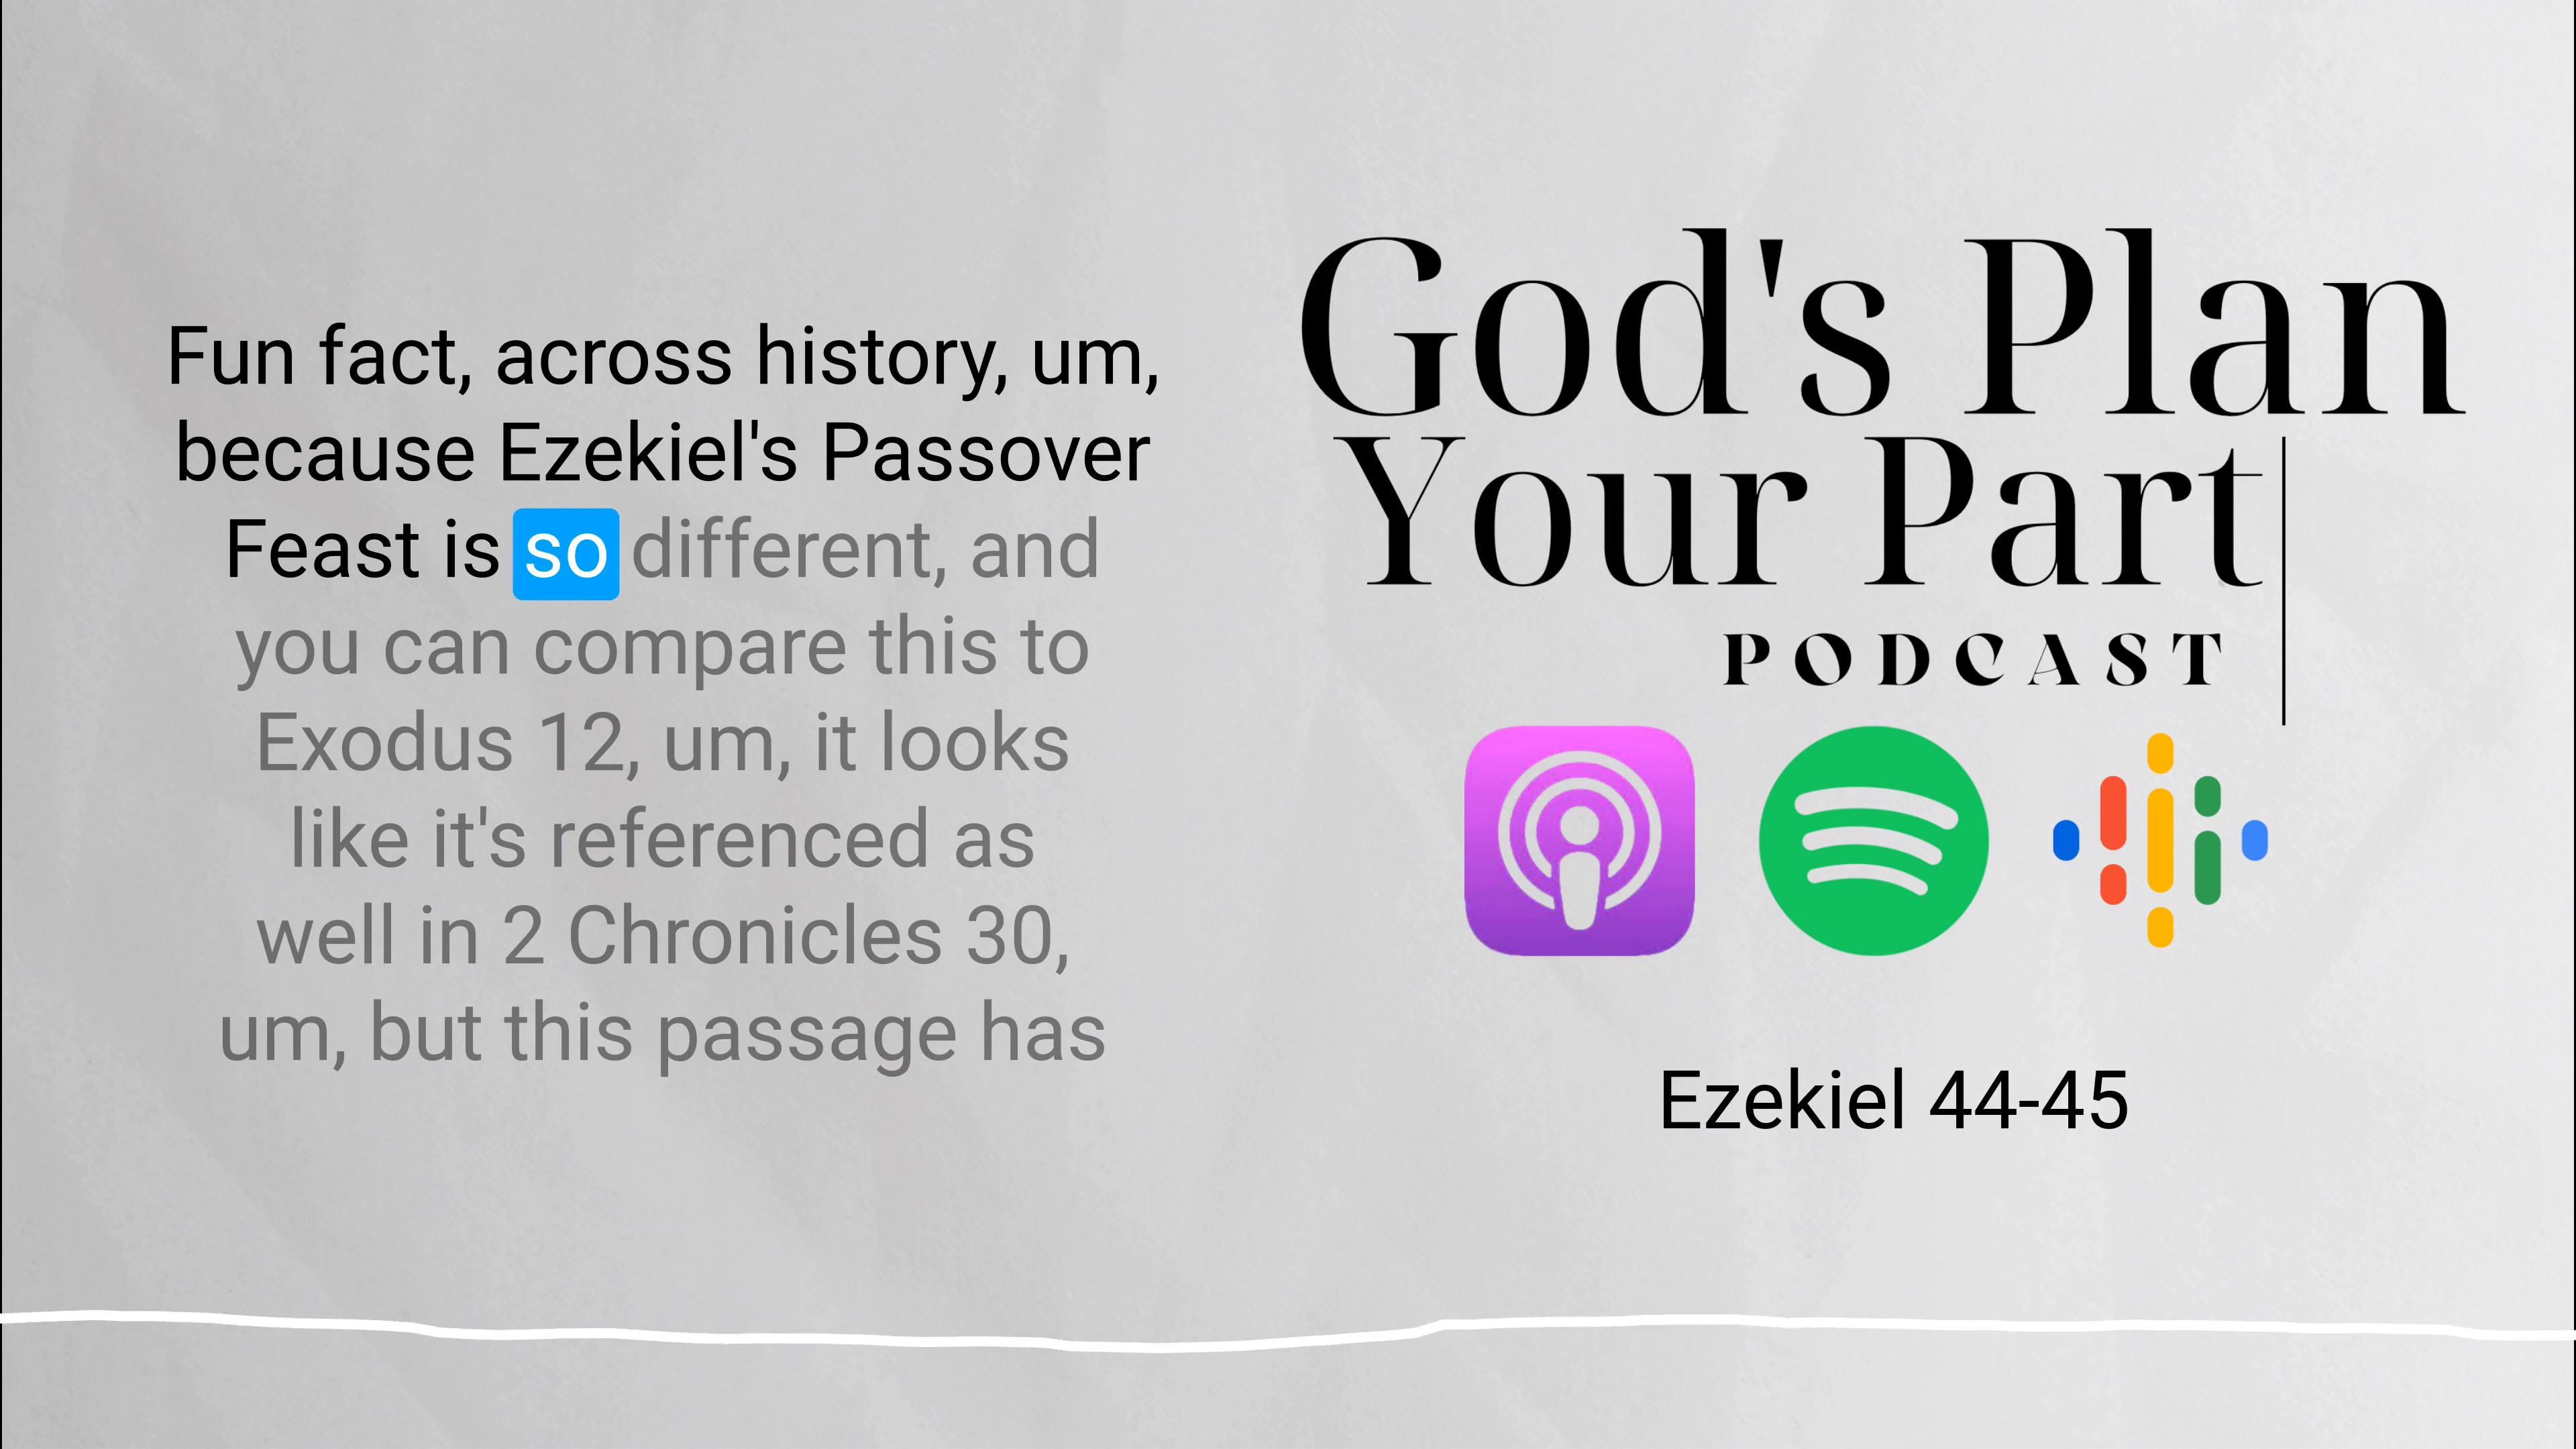 Fun fact, across history, um,
because Ezekiel's Passover
Feast is so different, and
you can compare this to
Exodus 12, um, it looks
like it's referenced as
well in 2 Chronicles 30,
um, but this passage has
God's Plan
Your Part
PODCAST
Ezekiel 44-45